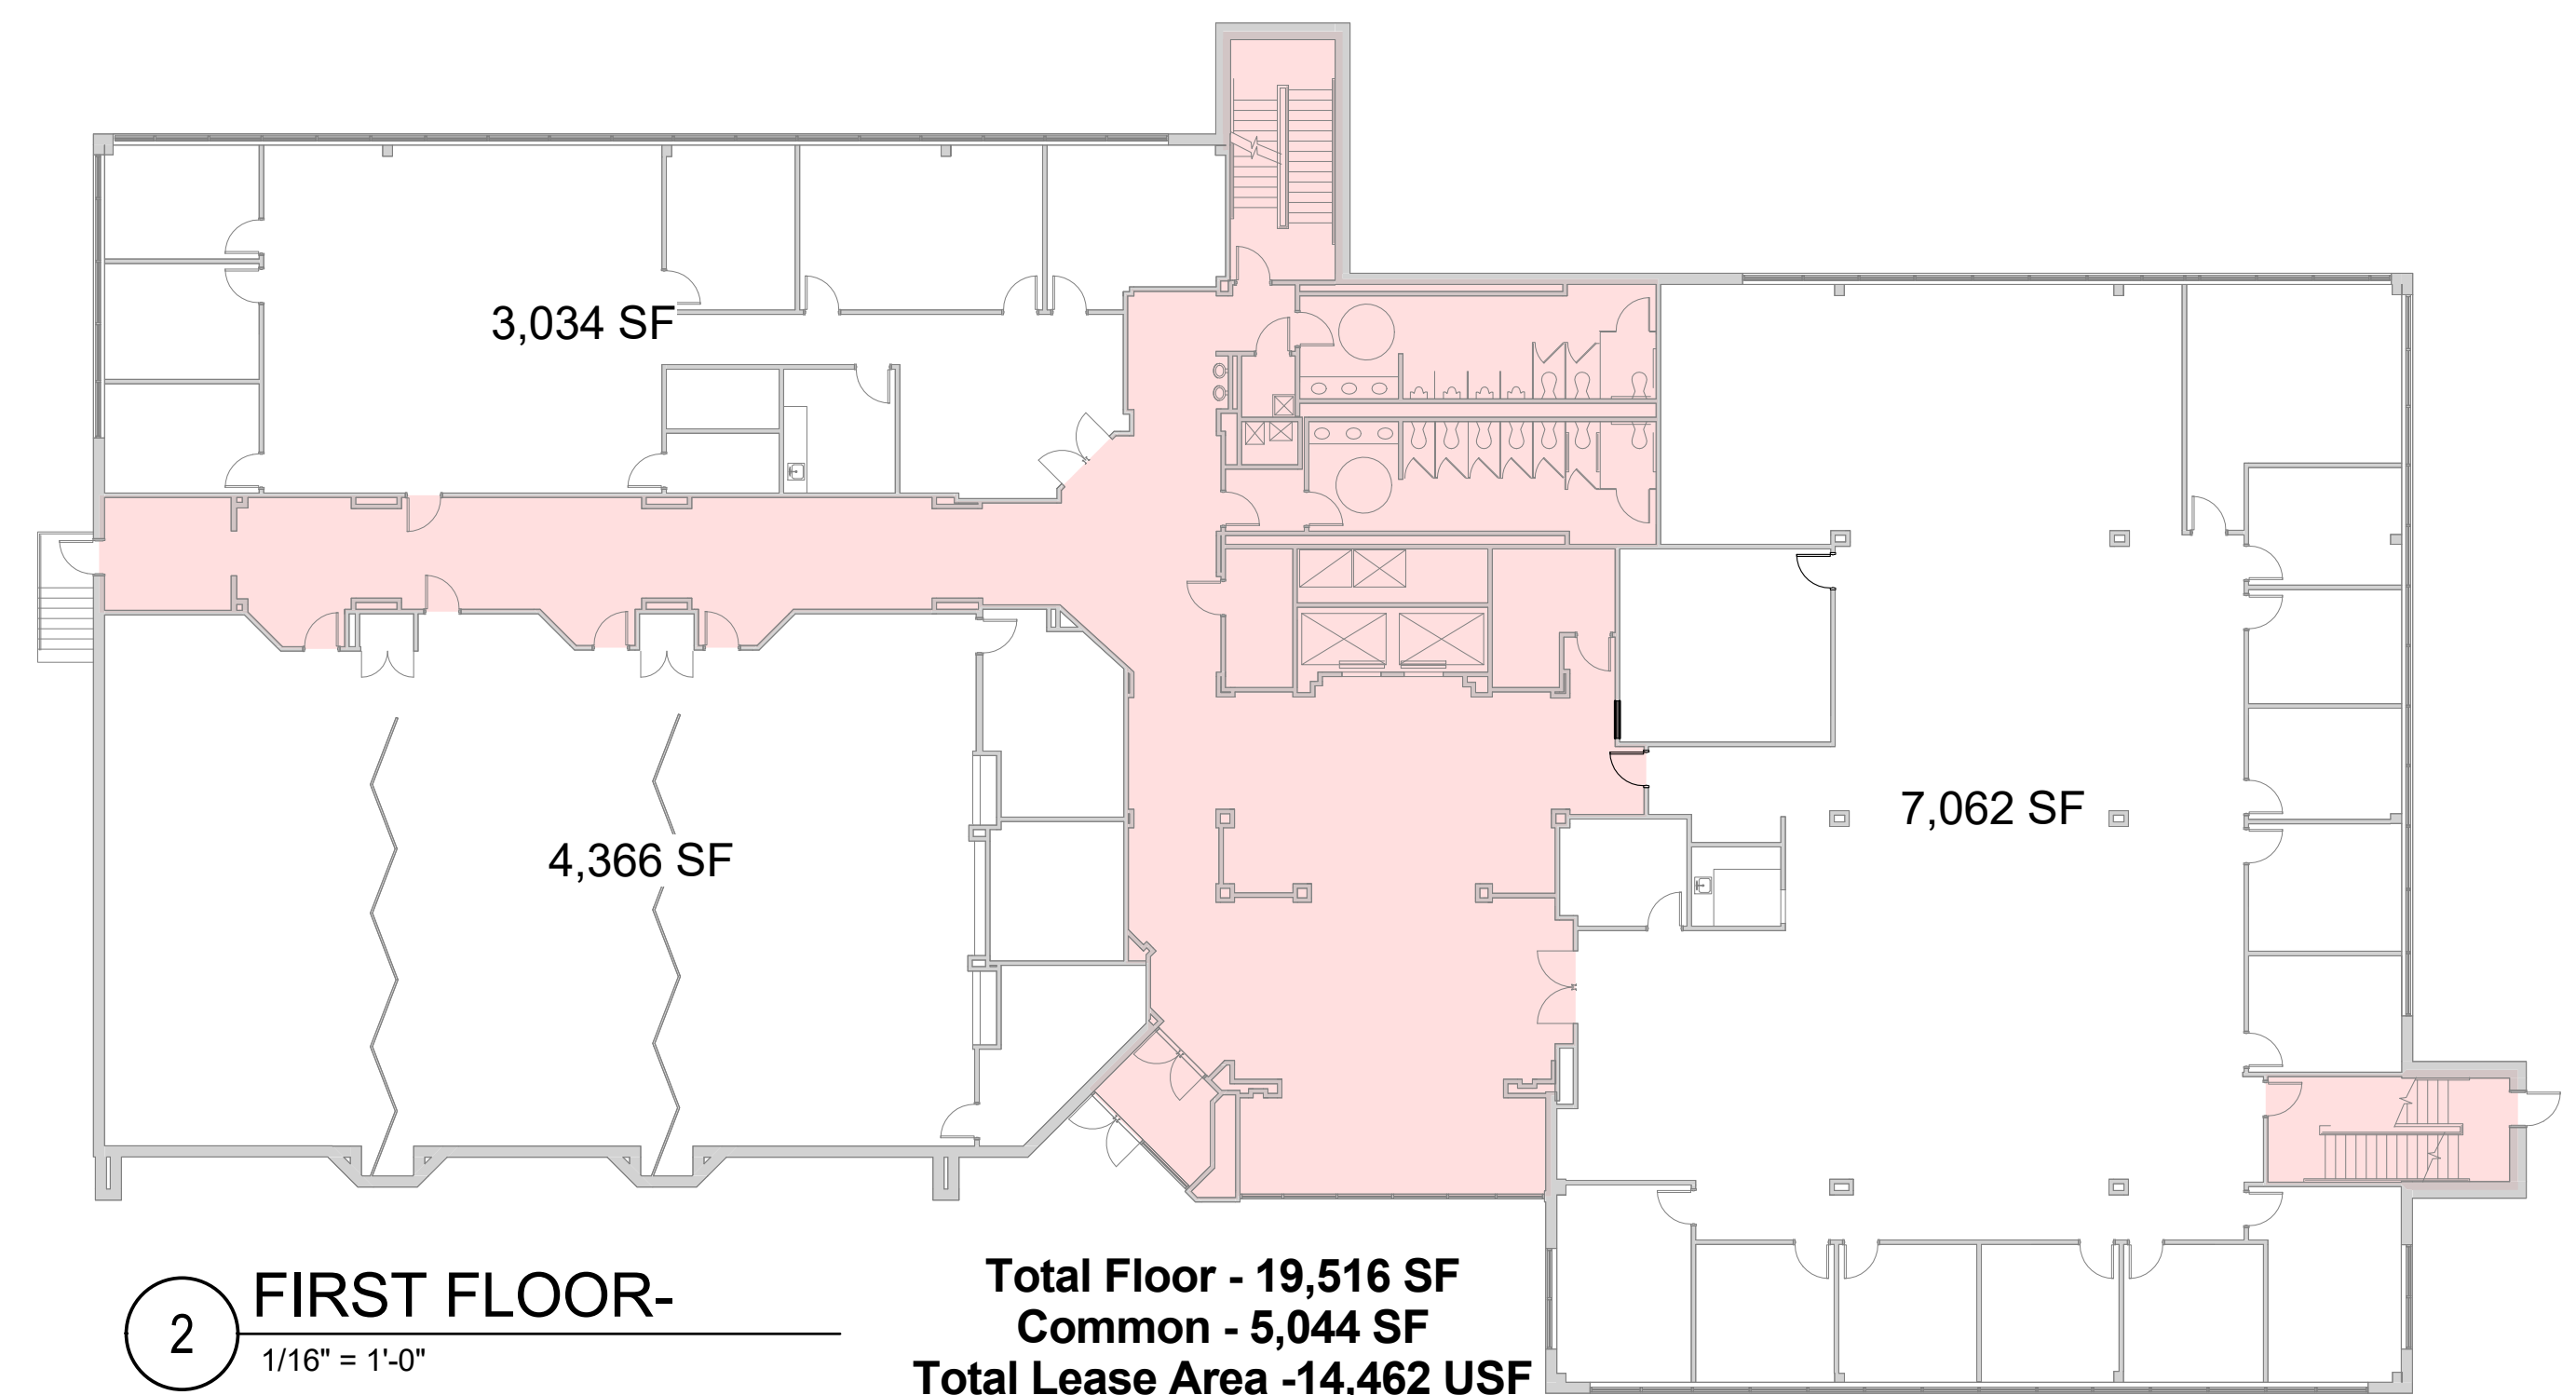 3,034 SF
4,366 SF
7,062 SF
2
FIRST FLOOR-
1/16" = 1'-0"
Total Floor - 19,516 SF
Common - 5,044 SF
Total Lease Area -14,462 USF